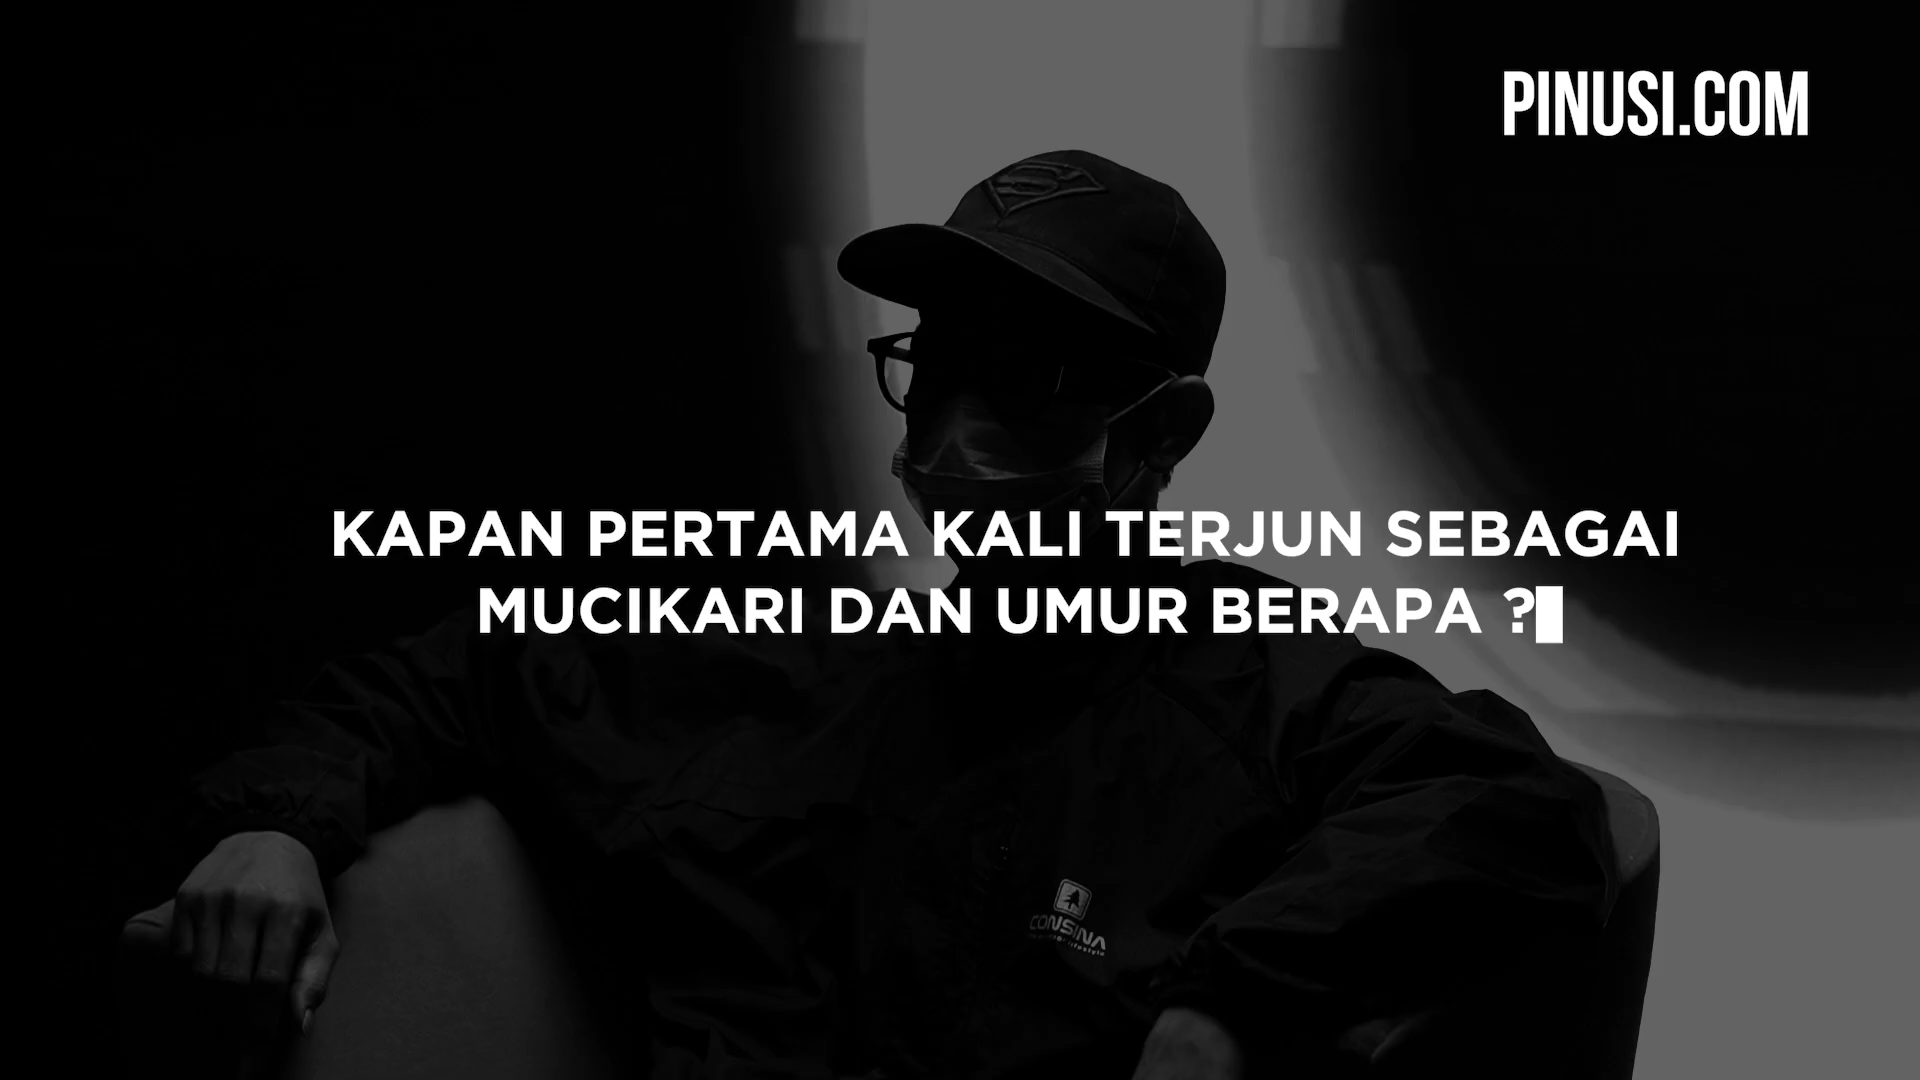 PINUSI.COM
KAPAN PERTAMA KALI TERJUN SEBAGAI
MUCIKARI DAN UMUR BERAPA ?
CONSINA